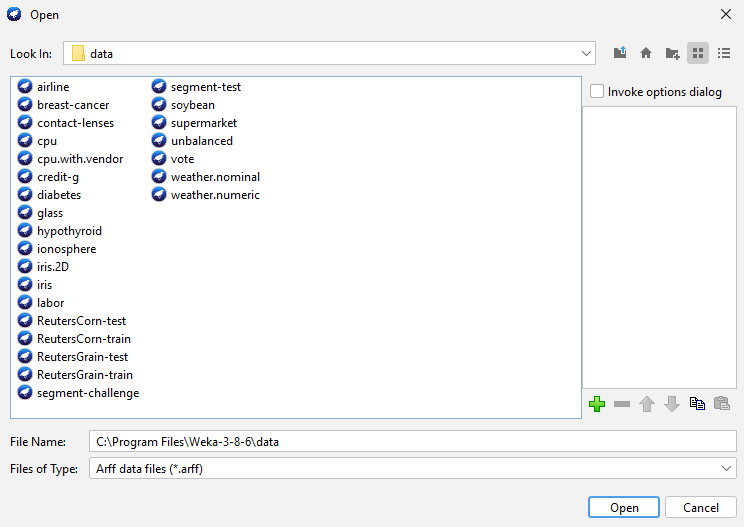 Open
Look In: data
airline
breast-cancer
contact-lenses
cpu
cpu.with.vendor
credit-g
diabetes
glass
hypothyroid
ionosphere
iris.2D
iris
labor
ReutersCorn-test
ReutersCorn-train
ReutersGrain-test
ReutersGrain-train
segment-challenge
segment-test
soybean
supermarket
unbalanced
vote
weather.nominal
weather.numeric
Invoke options dialog
File Name: C:\Program Files\Weka-3-8-6\data
Files of Type: Arff data files (*.arff)
Open Cancel